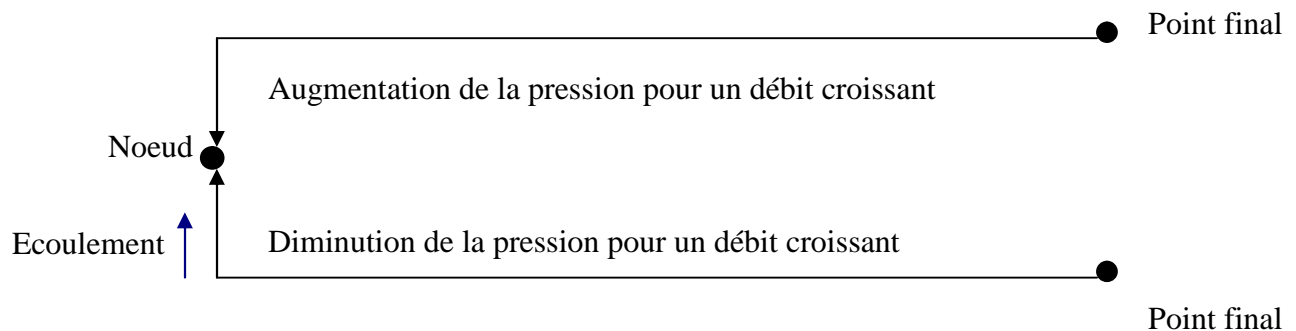 Point final
Augmentation de la pression pour un débit croissant
Noeud
Ecoulement
Diminution de la pression pour un débit croissant
Point final